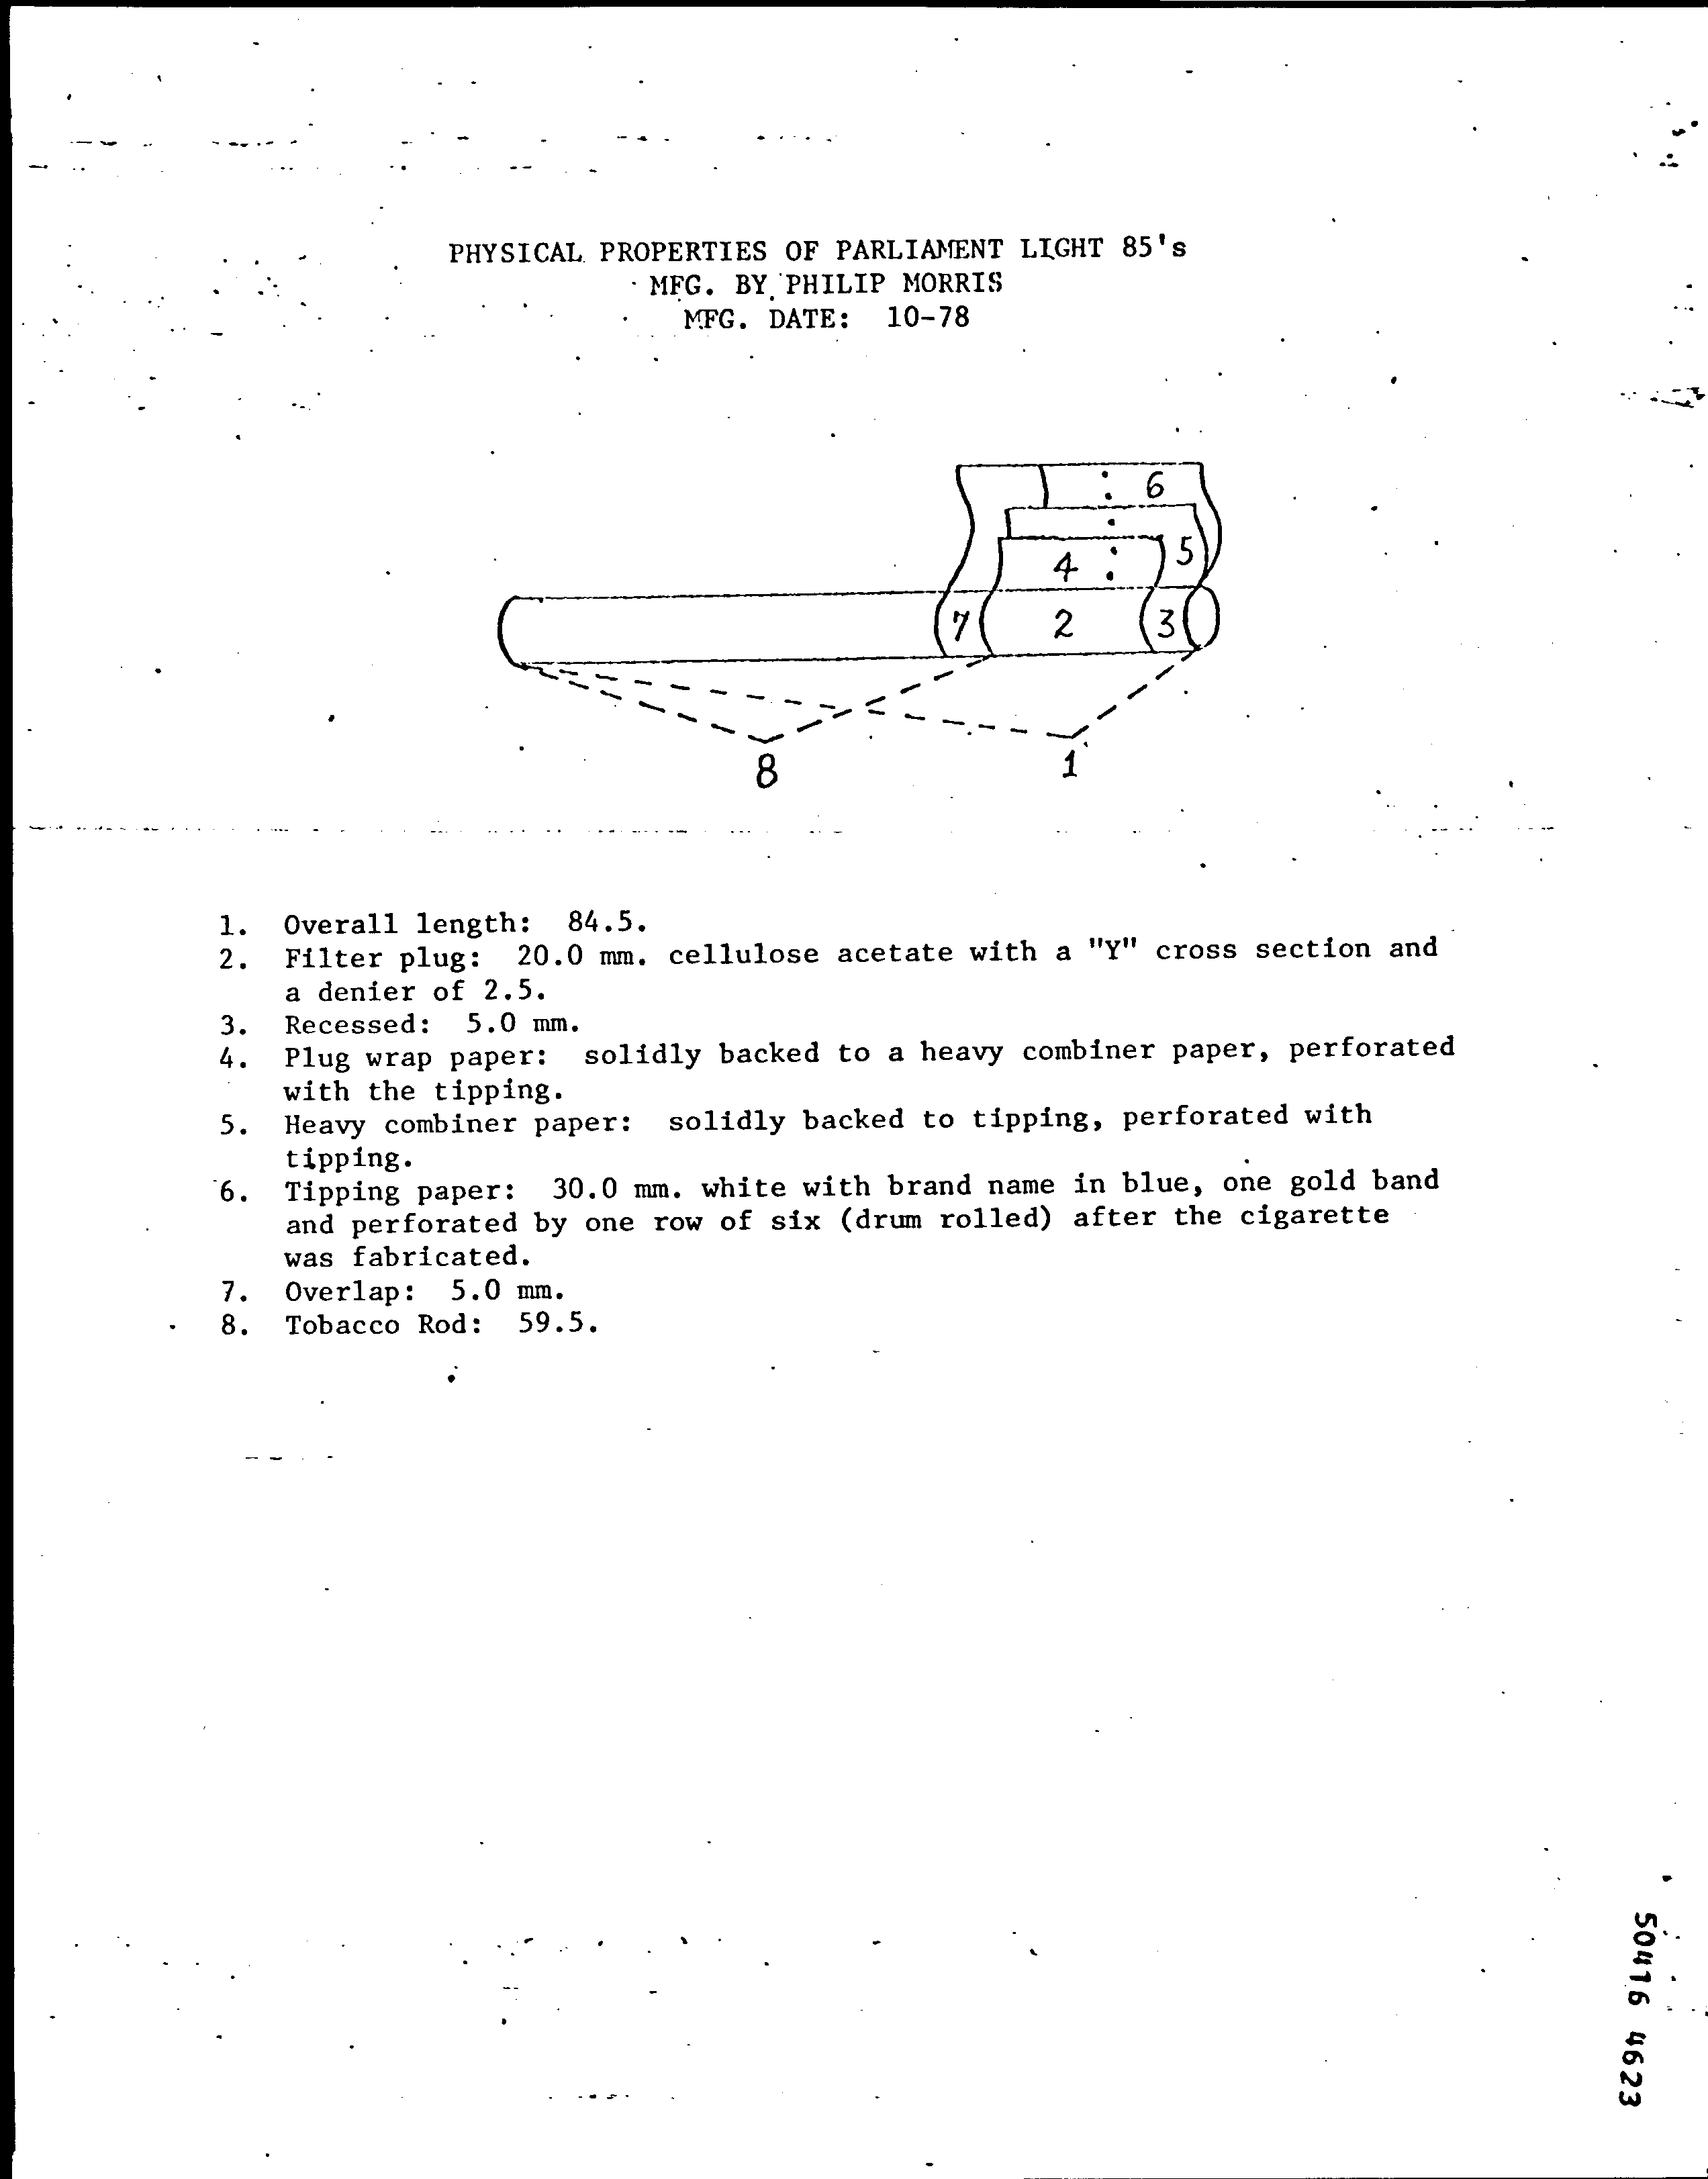 PHYSICAL PROPERTIES OF PARLIAMENT LIGHT 85's
MFG. BY PHILIP MORRIS
MFG. DATE: 10-78
6
5
4
7
2
3
8
1
1. Overall length: 84.5.
2. Filter plug: 20.0 mm. cellulose acetate with a "Y" cross section and
a denier of 2.5.
3. Recessed: 5.0 mm.
4. Plug wrap paper: solidly backed to a heavy combiner paper, perforated
with the tipping.
5. Heavy combiner paper: solidly backed to tipping, perforated with
tipping.
6. Tipping paper: 30.0 mm. white with brand name in blue, one gold band
and perforated by one row of six (drum rolled) after the cigarette
was fabricated.
7. Overlap: 5.0 mm.
8. Tobacco Rod: 59.5.
50416 4623